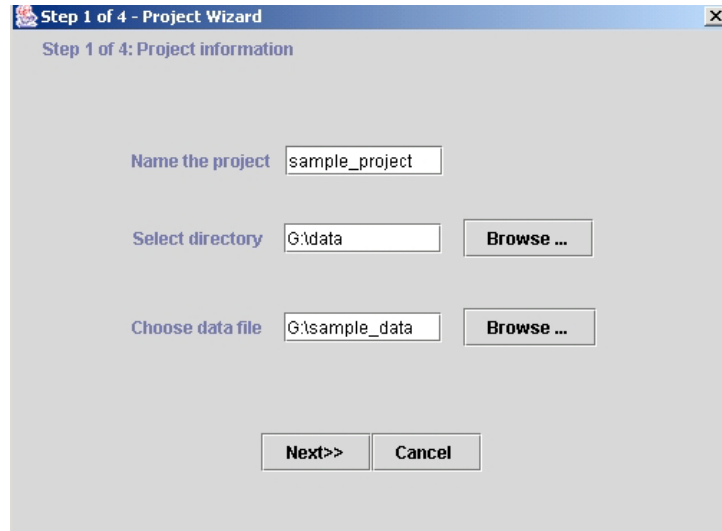 Step 1 of 4 - Project Wizard
Step 1 of 4: Project information
Name the project sample_project
Select directory G:\data Browse ...
Choose data file G:\sample_data Browse ...
Next>> Cancel